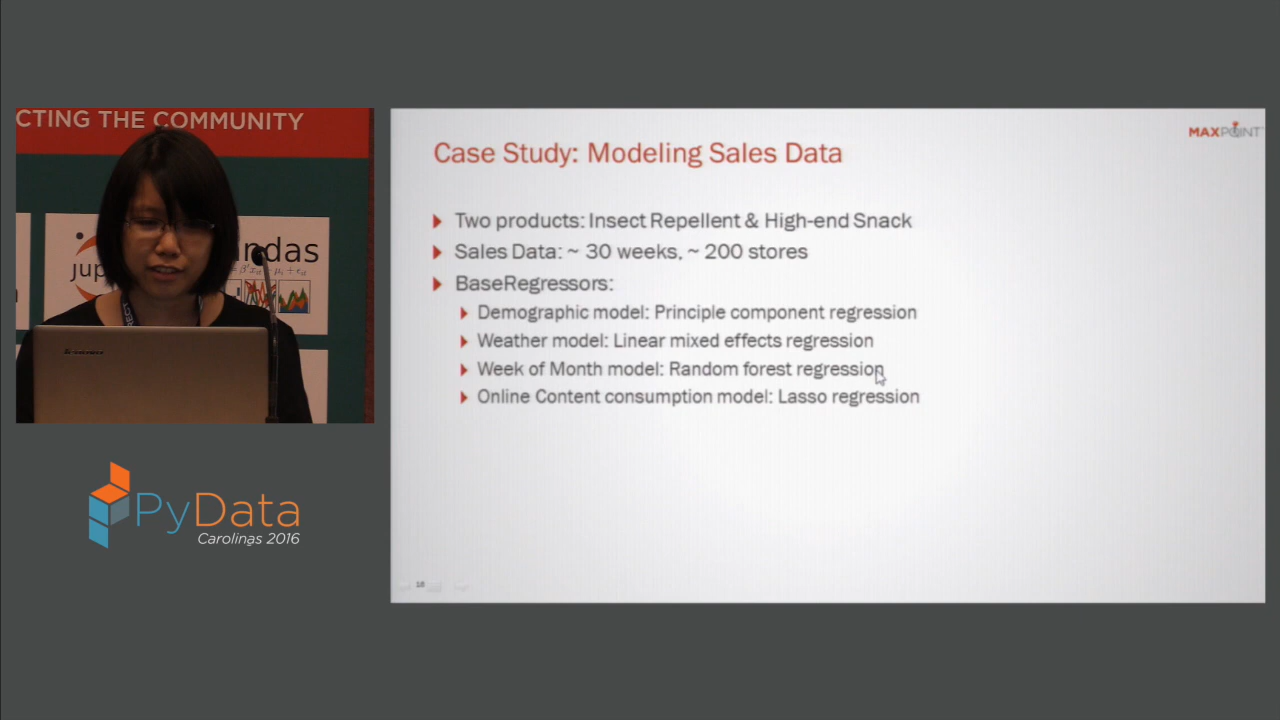 CTING THE COMMUNITY
jup
ndas
Lenovo
PyData
Carolinas 2016
MAXPOINT
Case Study: Modeling Sales Data
Two products: Insect Repellent & High-end Snack
Sales Data: ~ 30 weeks, ~ 200 stores
BaseRegressors:
Demographic model: Principle component regression
Weather model: Linear mixed effects regression
Week of Month model: Random forest regression
Online Content consumption model: Lasso regression
18